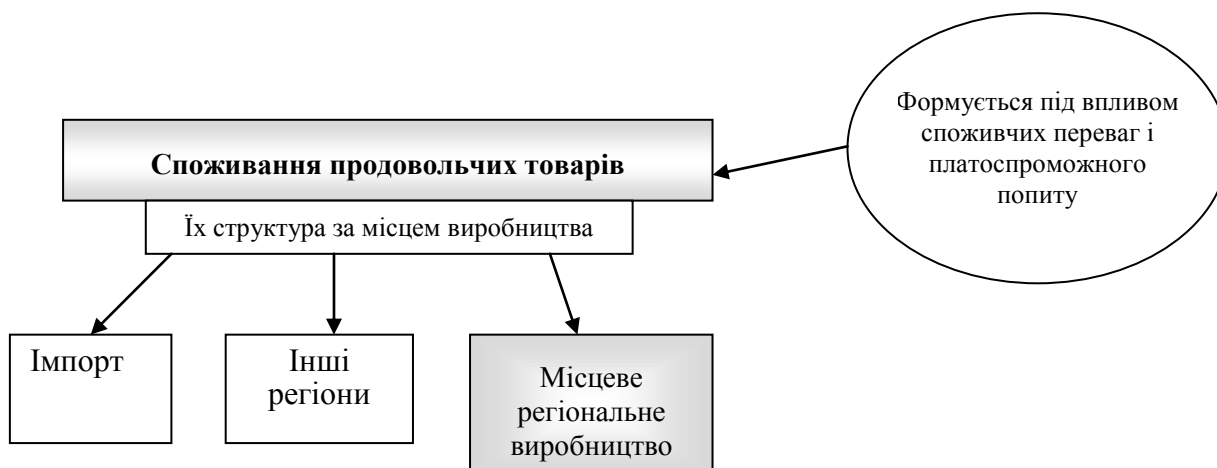 Формується під впливом
споживчих переваг і
платоспроможного
попиту
Споживання продовольчих товарів
Їх структура за місцем виробництва
Імпорт
Інші
регіони
Місцеве
регіональне
виробництво